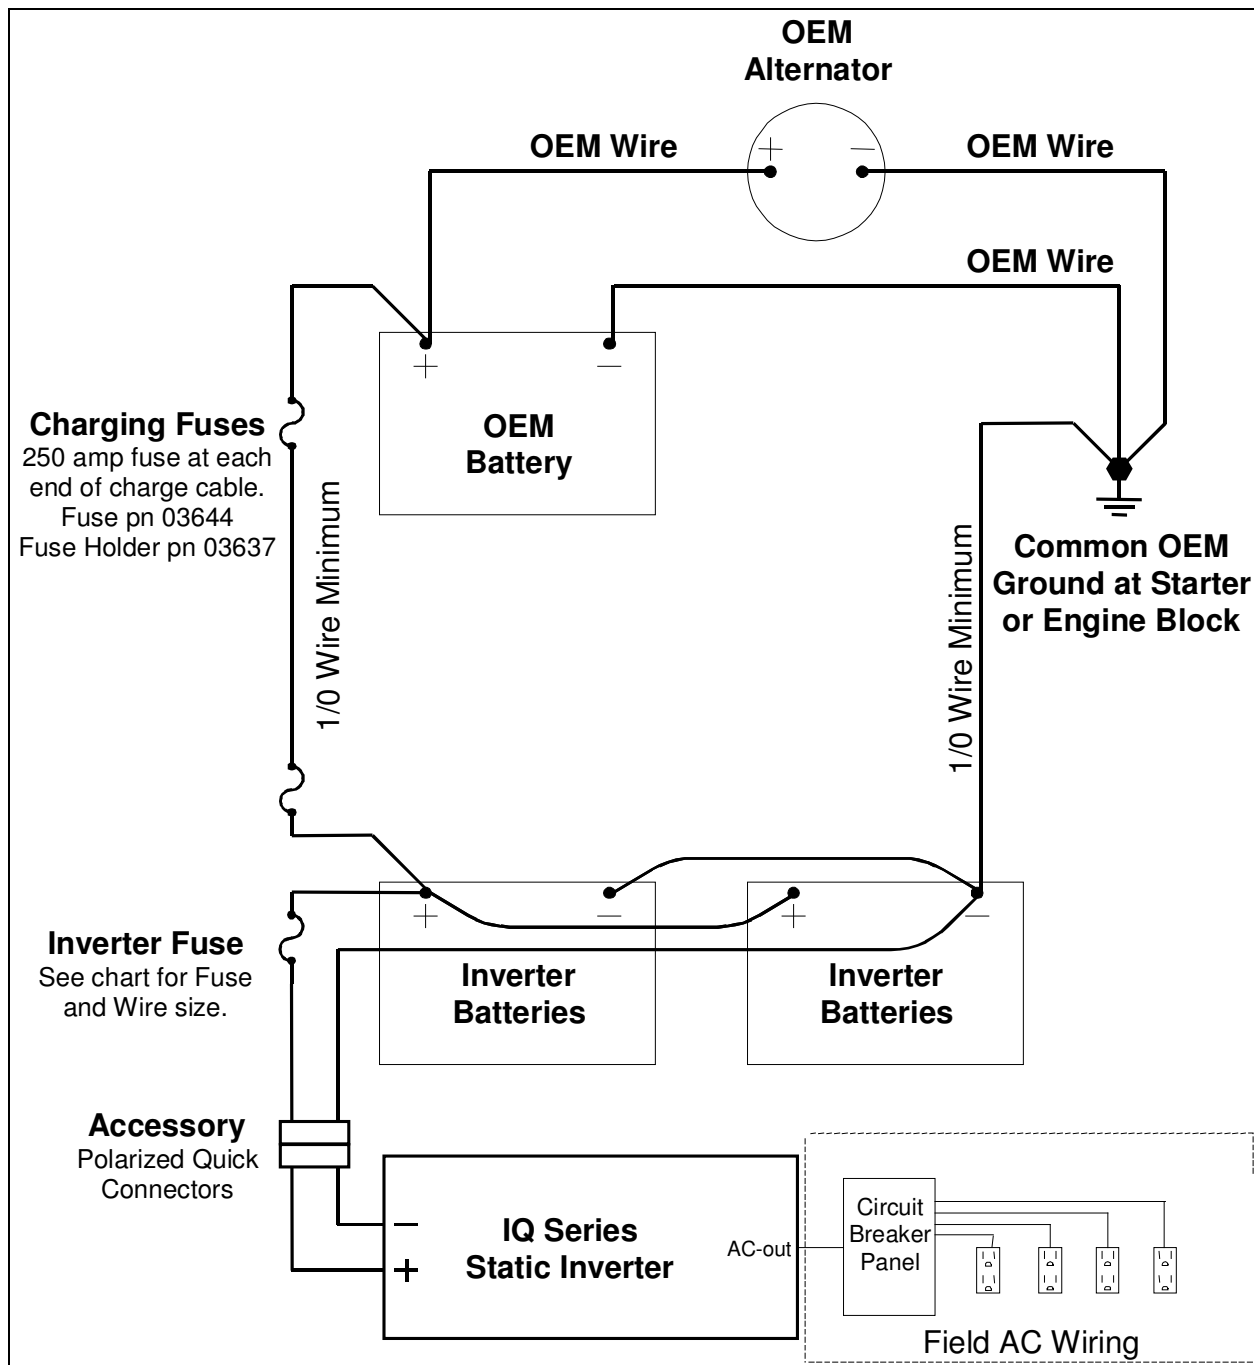 OEM
Alternator
OEM Wire
+
−
OEM Wire
OEM Wire
+
−
OEM
Battery
Charging Fuses
250 amp fuse at each
end of charge cable.
Fuse pn 03644
Fuse Holder pn 03637
1/0 Wire Minimum
1/0 Wire Minimum
Common OEM
Ground at Starter
or Engine Block
+
−
+
−
Inverter
Batteries
Inverter
Batteries
Inverter Fuse
See chart for Fuse
and Wire size.
Accessory
Polarized Quick
Connectors
−
+
IQ Series
Static Inverter
AC-out
Circuit
Breaker
Panel
Field AC Wiring